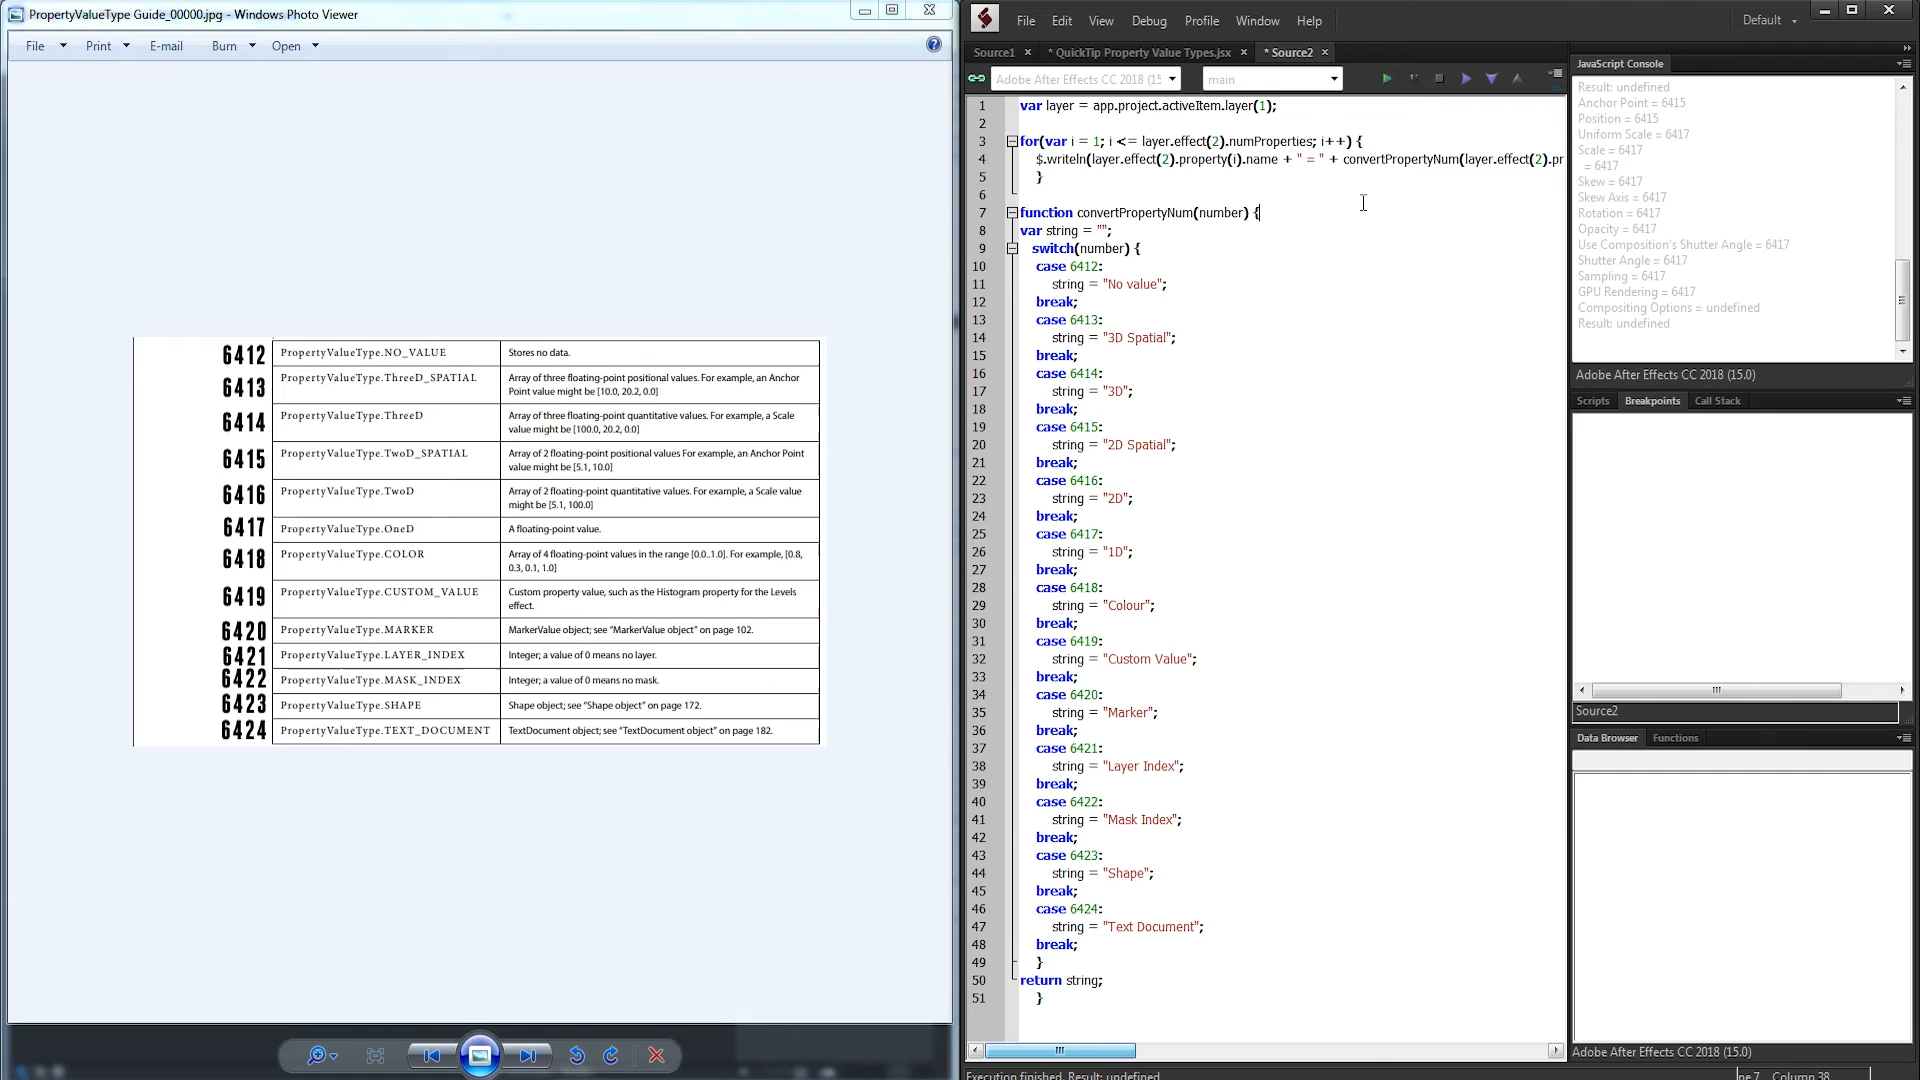 PropertyValueType Guide_00000.jpg - Windows Photo Viewer
File Print E-mail Burn Open
6412 PropertyValueType.NO_VALUE Stores no data.
6413 PropertyValueType.ThreeD_SPATIAL Array of three floating-point positional values. For example, an Anchor
Point value might be [10.0, 20.2, 0.0]
6414 PropertyValueType.ThreeD Array of three floating-point quantitative values. For example, a Scale
value might be [100.0, 20.2, 0.0]
6415 PropertyValueType.TwoD_SPATIAL Array of 2 floating-point positional values For example, an Anchor Point
value might be [5.1, 10.0]
6416 PropertyValueType.TwoD Array of 2 floating-point quantitative values. For example, a Scale value
might be [5.1, 100.0]
6417 PropertyValueType.OneD A floating-point value.
6418 PropertyValueType.COLOR Array of 4 floating-point values in the range [0.0..1.0]. For example, [0.8,
0.3, 0.1, 1.0]
6419 PropertyValueType.CUSTOM_VALUE Custom property value, such as the Histogram property for the Levels
effect.
6420 PropertyValueType.MARKER MarkerValue object; see “MarkerValue object” on page 102.
6421 PropertyValueType.LAYER_INDEX Integer; a value of 0 means no layer.
6422 PropertyValueType.MASK_INDEX Integer; a value of 0 means no mask.
6423 PropertyValueType.SHAPE Shape object; see “Shape object” on page 172.
6424 PropertyValueType.TEXT_DOCUMENT TextDocument object; see “TextDocument object” on page 182.
File Edit View Debug Profile Window Help Default
Source1 * QuickTip Property Value Types.jsx * Source2
Adobe After Effects CC 2018 (15 main
1 var layer = app.project.activeItem.layer(1);
2
3 for(var i = 1; i <= layer.effect(2).numProperties; i++) {
4 $.writeln(layer.effect(2).property(i).name + " = " + convertPropertyNum(layer.effect(2).pr
5 }
6
7 function convertPropertyNum(number) {
8 var string = "";
9 switch(number) {
10 case 6412:
11 string = "No value";
12 break;
13 case 6413:
14 string = "3D Spatial";
15 break;
16 case 6414:
17 string = "3D";
18 break;
19 case 6415:
20 string = "2D Spatial";
21 break;
22 case 6416:
23 string = "2D";
24 break;
25 case 6417:
26 string = "1D";
27 break;
28 case 6418:
29 string = "Colour";
30 break;
31 case 6419:
32 string = "Custom Value";
33 break;
34 case 6420:
35 string = "Marker";
36 break;
37 case 6421:
38 string = "Layer Index";
39 break;
40 case 6422:
41 string = "Mask Index";
42 break;
43 case 6423:
44 string = "Shape";
45 break;
46 case 6424:
47 string = "Text Document";
48 break;
49 }
50 return string;
51 }
Execution finished. Result: undefined
Column 38
JavaScript Console
Result: undefined
Anchor Point = 6415
Position = 6415
Uniform Scale = 6417
Scale = 6417
= 6417
Skew = 6417
Skew Axis = 6417
Rotation = 6417
Opacity = 6417
Use Composition's Shutter Angle = 6417
Shutter Angle = 6417
Sampling = 6417
GPU Rendering = 6417
Compositing Options = undefined
Result: undefined
Adobe After Effects CC 2018 (15.0)
Scripts Breakpoints Call Stack
Source2
Data Browser Functions
Adobe After Effects CC 2018 (15.0)